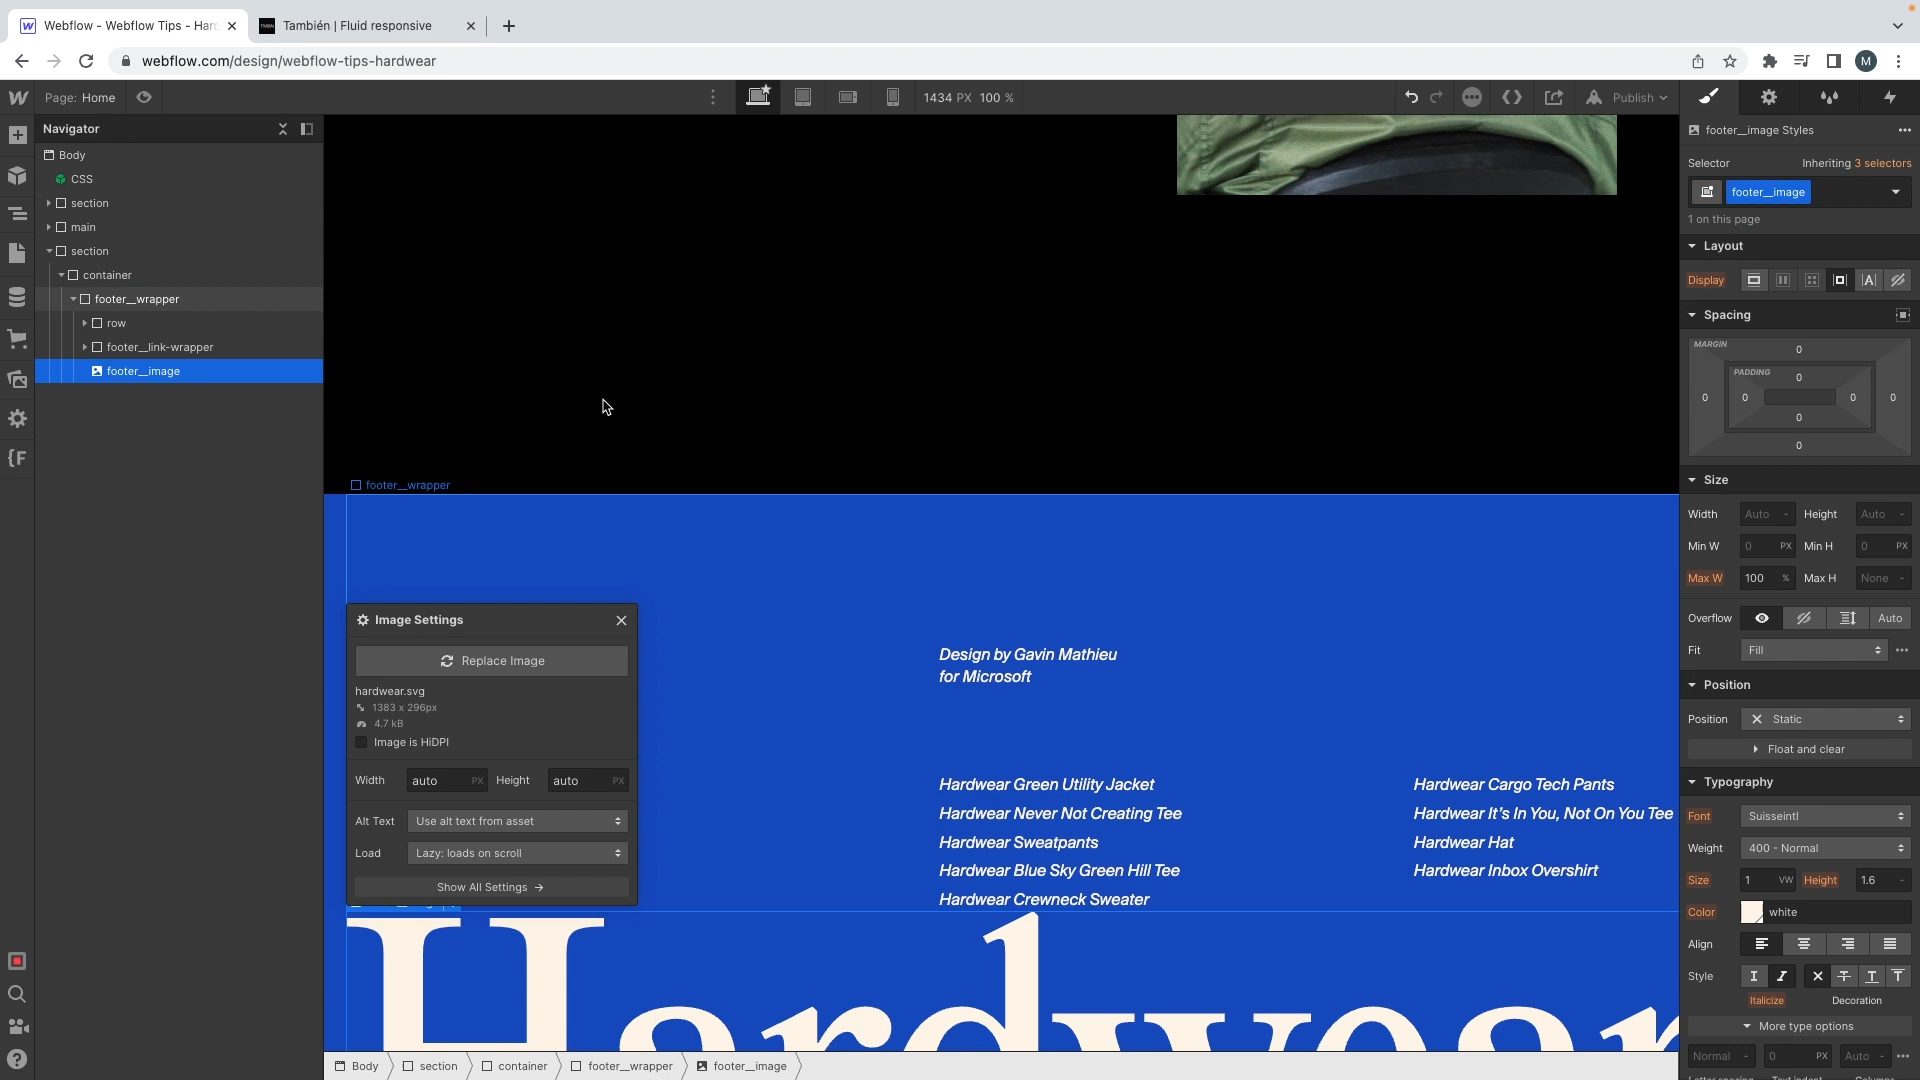 Webflow - Webflow Tips - Hard
También | Fluid responsive
webflow.com/design/webflow-tips-hardwear
M
Page: Home
1434 PX 100 %
Publish
Navigator
Body
CSS
section
main
section
container
footer__wrapper
row
footer__link-wrapper
footer__image
footer__wrapper
Design by Gavin Mathieu
for Microsoft
Hardwear Green Utility Jacket
Hardwear Never Not Creating Tee
Hardwear Sweatpants
Hardwear Blue Sky Green Hill Tee
Hardwear Crewneck Sweater
Hardwear Cargo Tech Pants
Hardwear It's In You, Not On You Tee
Hardwear Hat
Hardwear Inbox Overshirt
Hardwear
Image Settings
Replace Image
hardwear.svg
1383 x 296px
4.7 kB
Image is HiDPI
Width auto PX Height auto PX
Alt Text Use alt text from asset
Load Lazy: loads on scroll
Show All Settings
Body section container footer__wrapper footer__image
footer__image Styles
Selector Inheriting 3 selectors
footer__image
1 on this page
Layout
Display
Spacing
MARGIN
0
PADDING
0
0 0 0 0
0
0
Size
Width Auto - Height Auto -
Min W 0 PX Min H 0 PX
Max W 100 % Max H None -
Overflow Auto
Fit Fill
Position
Position Static
Float and clear
Typography
Font Suisseintl
Weight 400 - Normal
Size 1 VW Height 1.6 -
Color white
Align
Style
Italicize Decoration
More type options
Normal - 0 PX Auto -
Letter spacing Text indent Columns